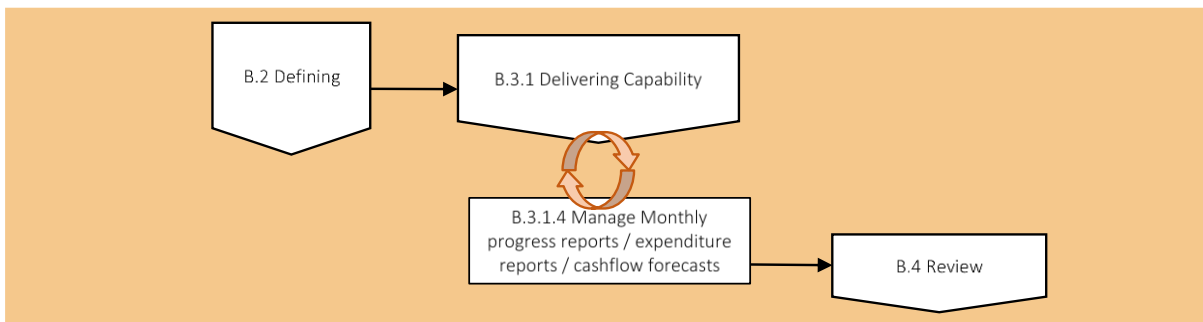 B.2 Defining
B.3.1 Delivering Capability
B.3.1.4 Manage Monthly
progress reports / expenditure
reports / cashflow forecasts
B.4 Review